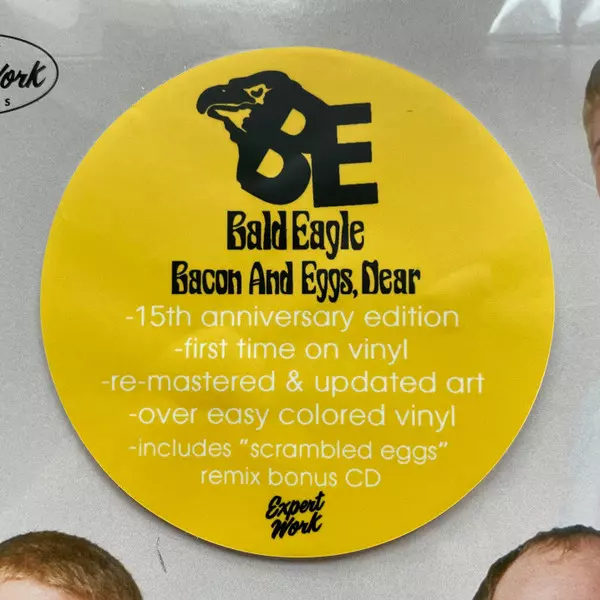 Work
S
BE
Bald Eagle
Bacon And Eggs, Dear
-15th anniversary edition
-first time on vinyl
-re-mastered & updated art
-over easy colored vinyl
-includes "scrambled eggs"
remix bonus CD
Expert
Work